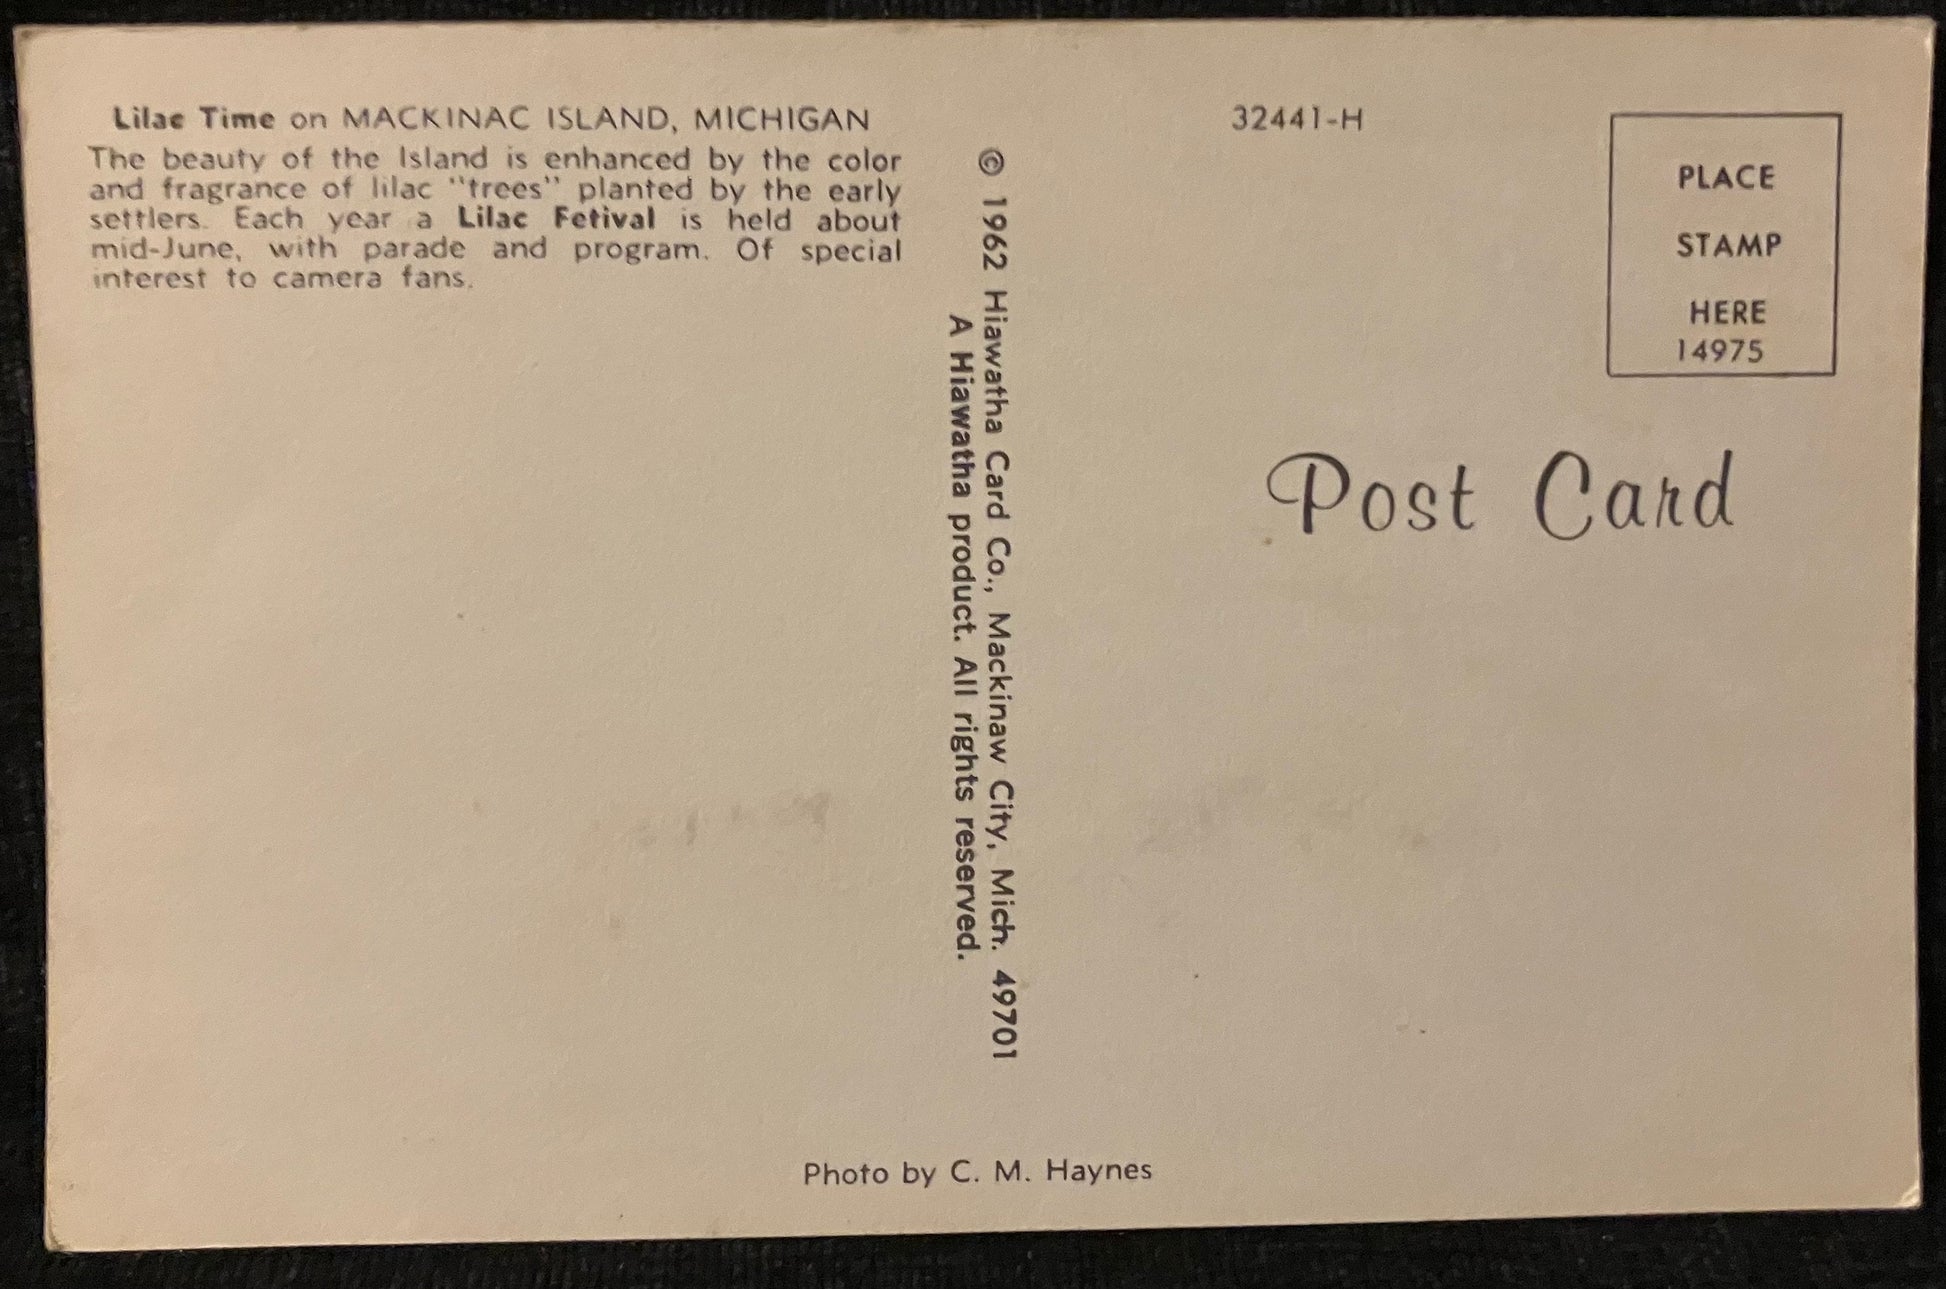 Lilac Time on MACKINAC ISLAND, MICHIGAN
The beauty of the Island is enhanced by the color
and fragrance of lilac "trees" planted by the early
settlers. Each year a Lilac Fetival is held about
mid-June, with parade and program. Of special
interest to camera fans.
© 1962 Hiawatha Card Co., Mackinaw City, Mich. 49701
A Hiawatha product. All rights reserved.
32441-H
PLACE
STAMP
HERE
14975
Post Card
Photo by C. M. Haynes